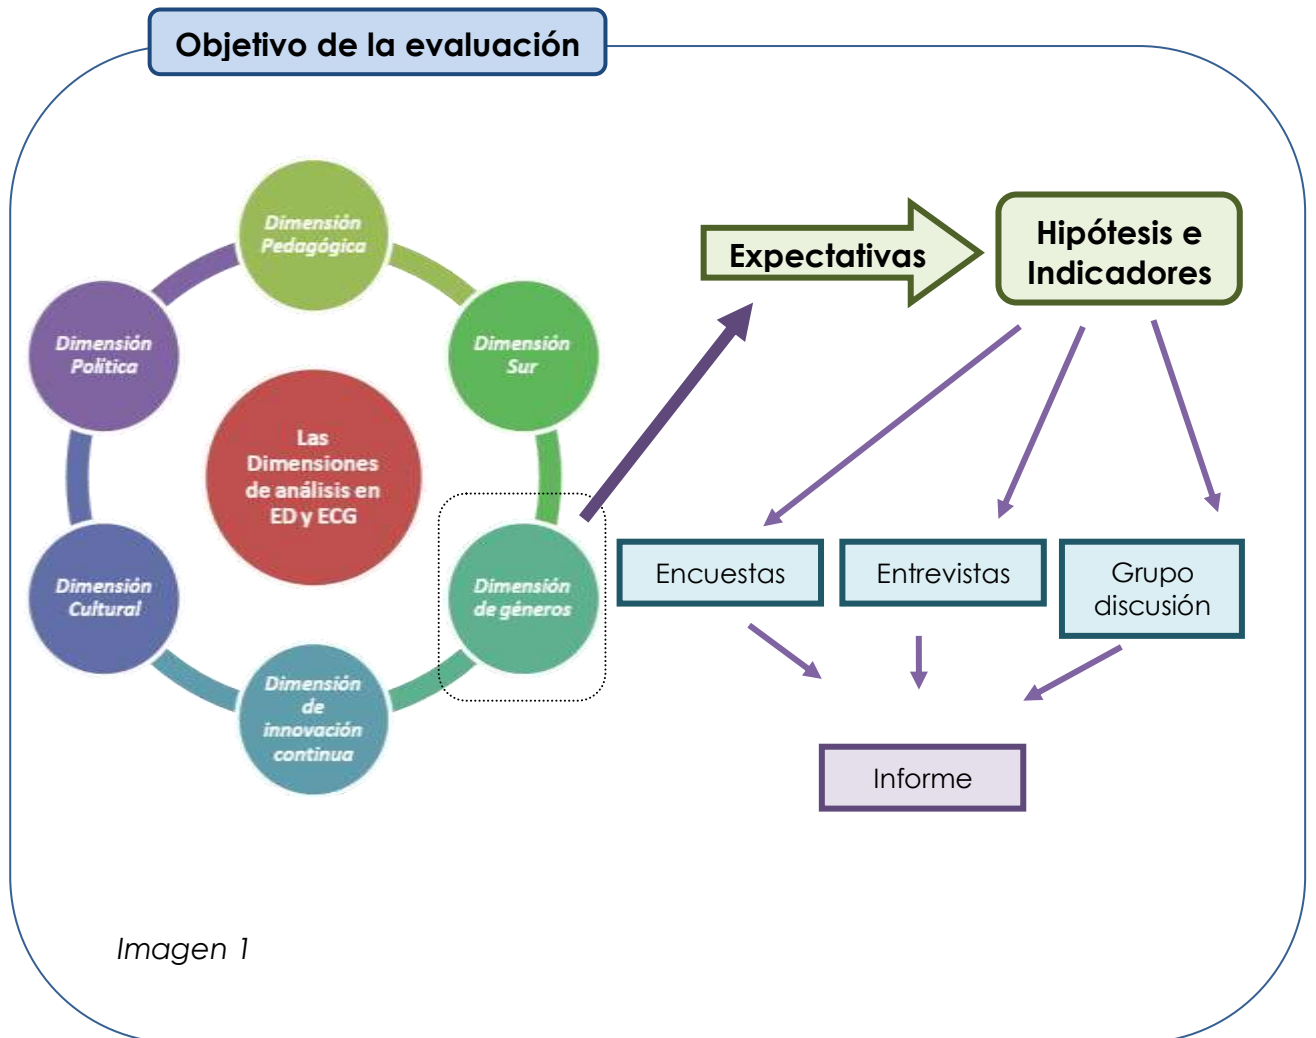 Objetivo de la evaluación
Dimensión
Pedagógica
Dimensión
Política
Dimensión
Sur
Las
Dimensiones
de análisis en
ED y ECG
Dimensión
Cultural
Dimensión
de géneros
Dimensión
de
innovación
continua
Expectativas
Hipótesis e
Indicadores
Encuestas
Entrevistas
Grupo
discusión
Informe
Imagen 1